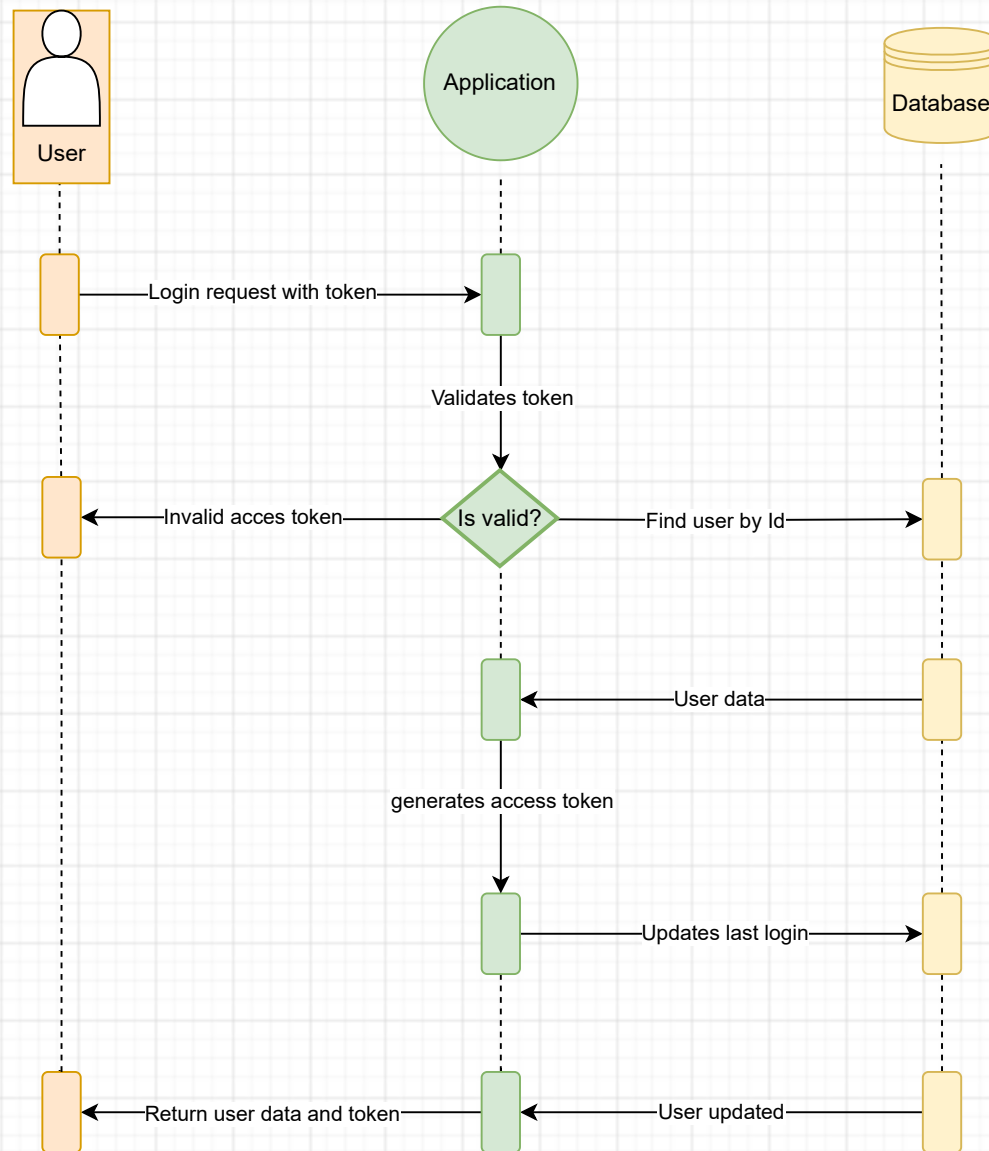 Application
Database
User
Login request with token
Validates token
Invalid acces token
Is valid?
Find user by Id
User data
generates access token
Updates last login
Return user data and token
User updated